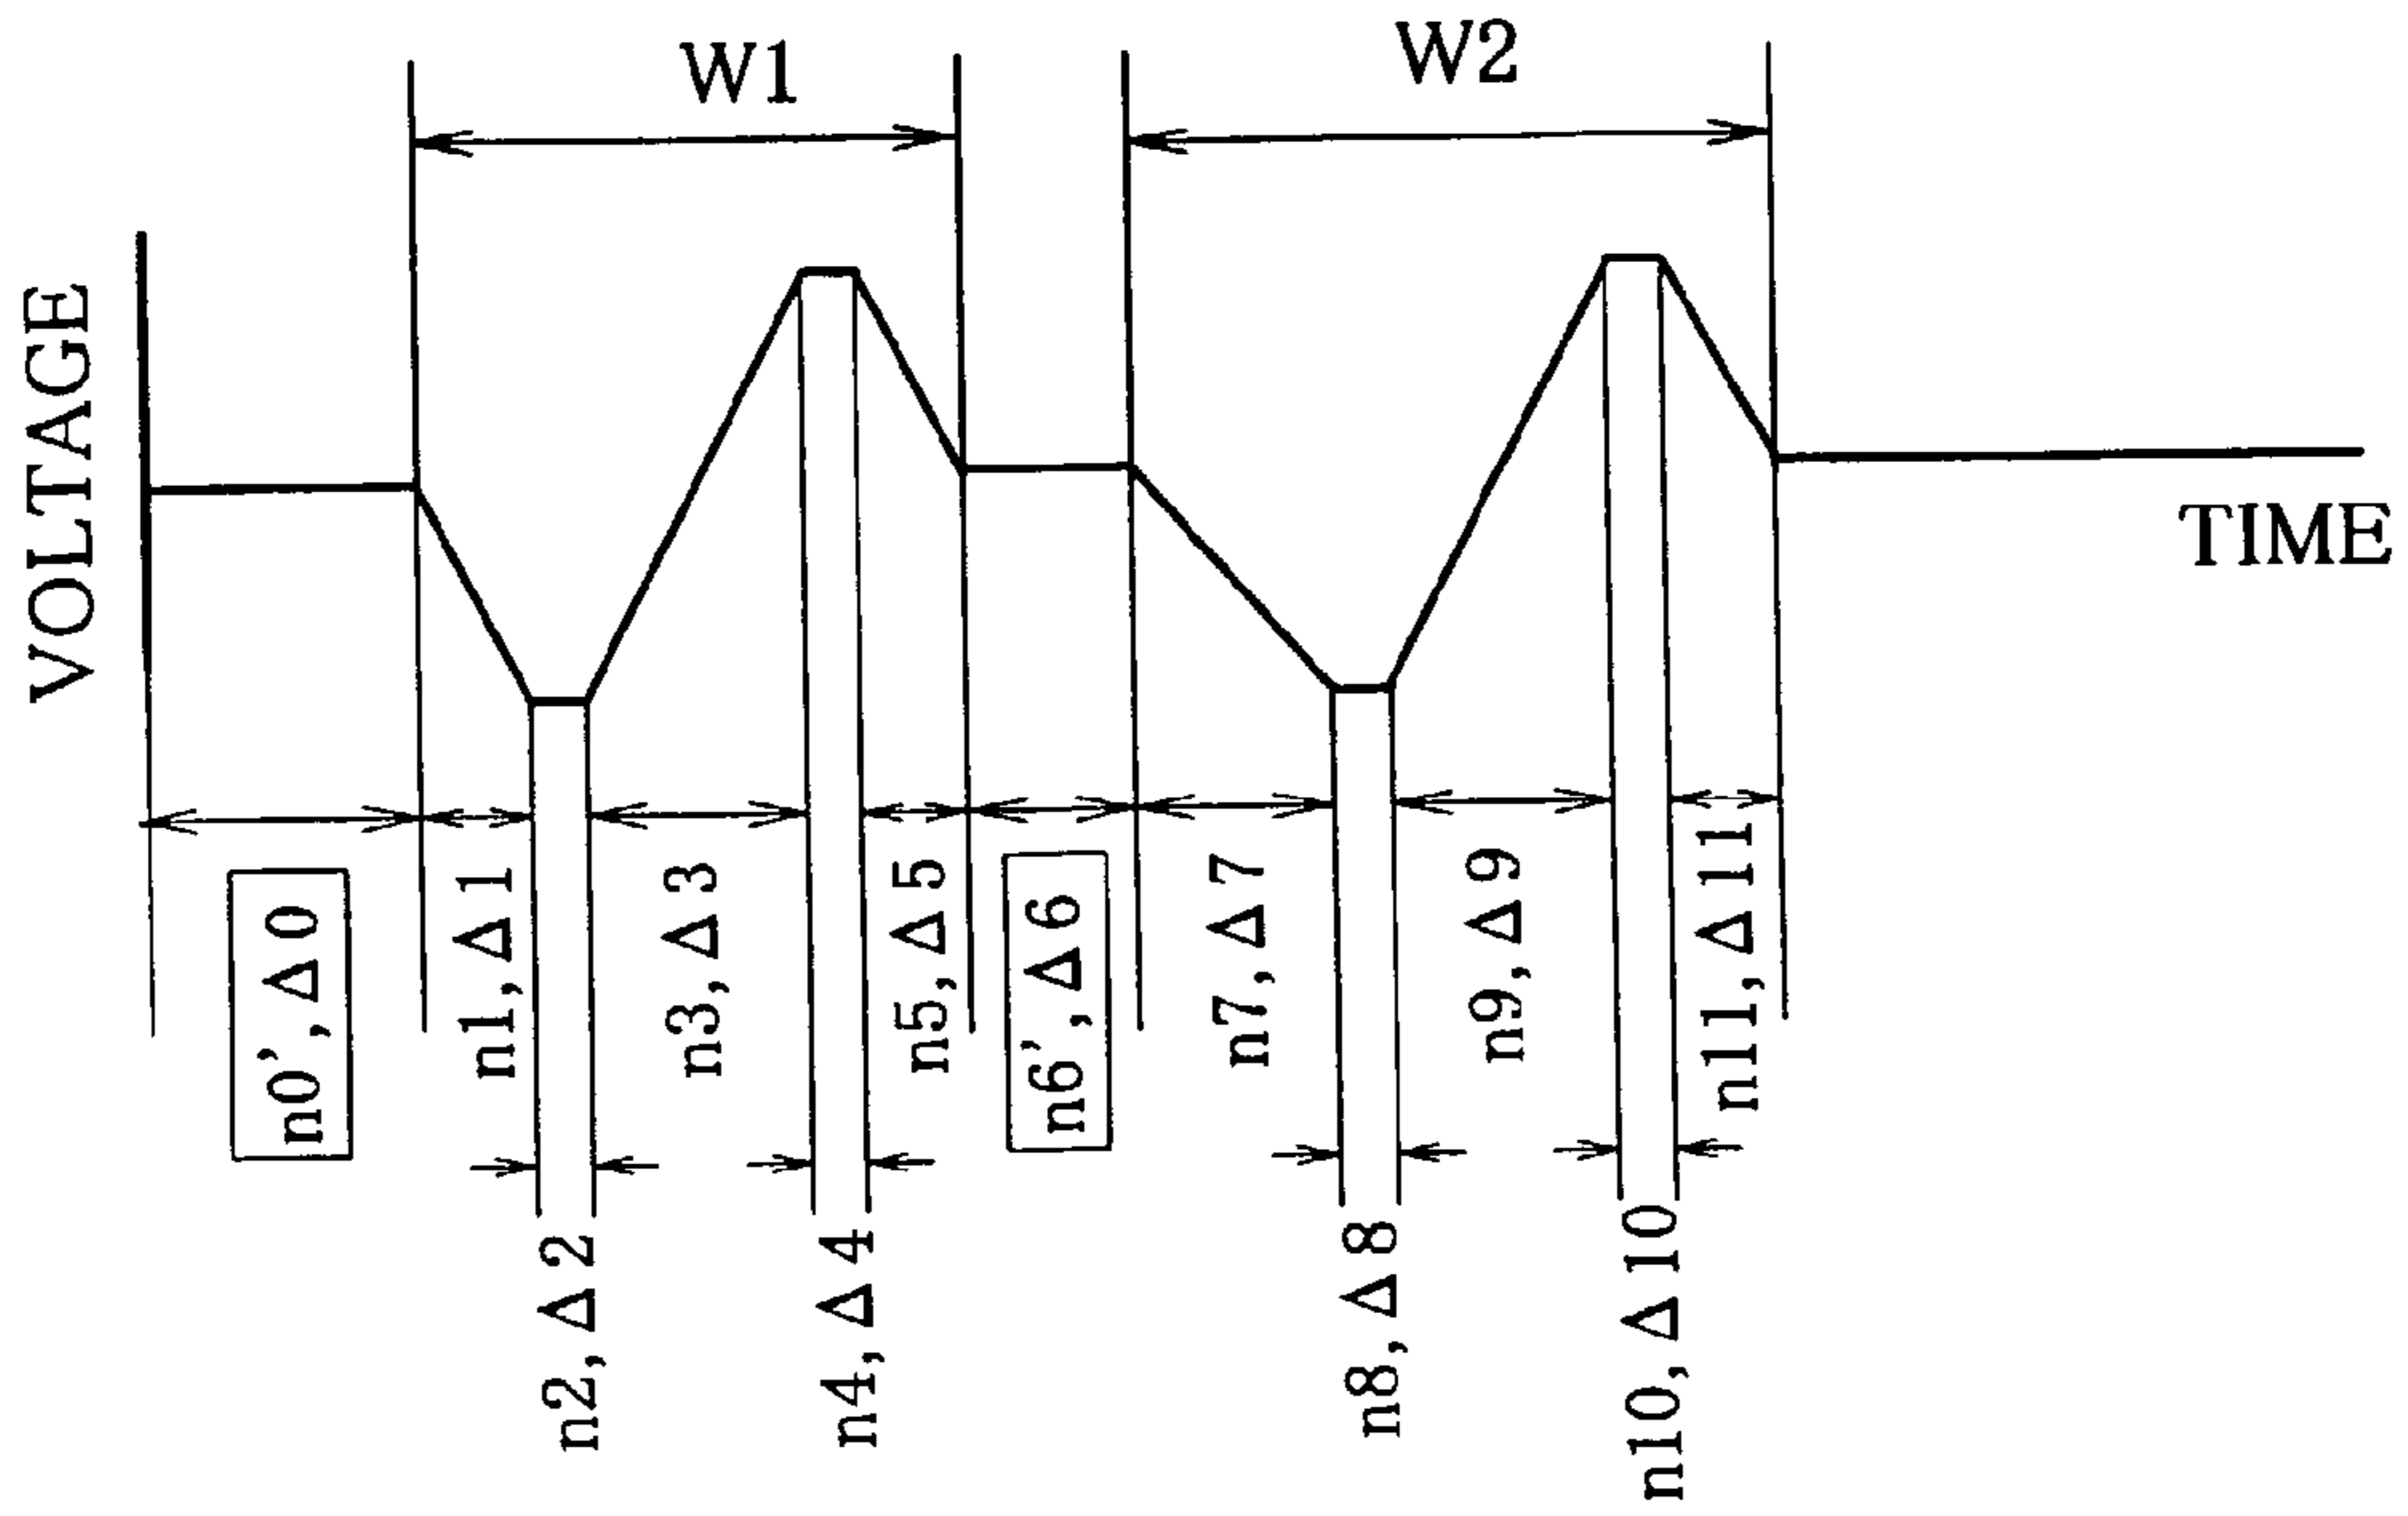 W1
W2
VOLTAGE
TIME
n0', Δ0
n1, Δ1
n2, Δ2
n3, Δ3
n4, Δ4
n5, Δ5
n6', Δ6
n7, Δ7
n8, Δ8
n9, Δ9
n10, Δ10
n11, Δ11